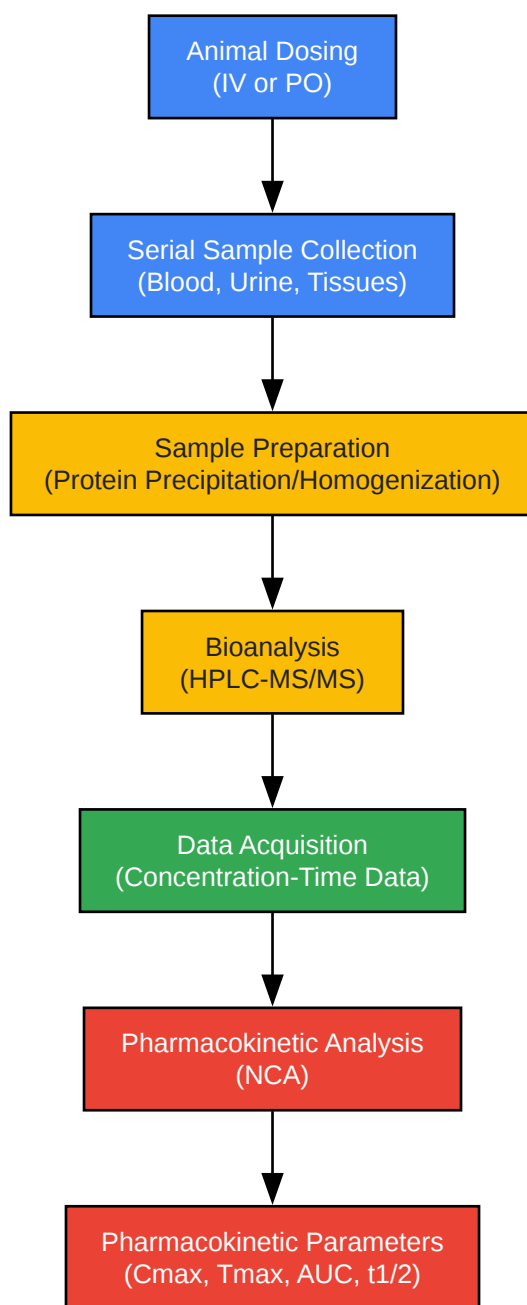 Animal Dosing
(IV or PO)
Serial Sample Collection
(Blood, Urine, Tissues)
Sample Preparation
(Protein Precipitation/Homogenization)
Bioanalysis
(HPLC-MS/MS)
Data Acquisition
(Concentration-Time Data)
Pharmacokinetic Analysis
(NCA)
Pharmacokinetic Parameters
(Cmax, Tmax, AUC, t1/2)